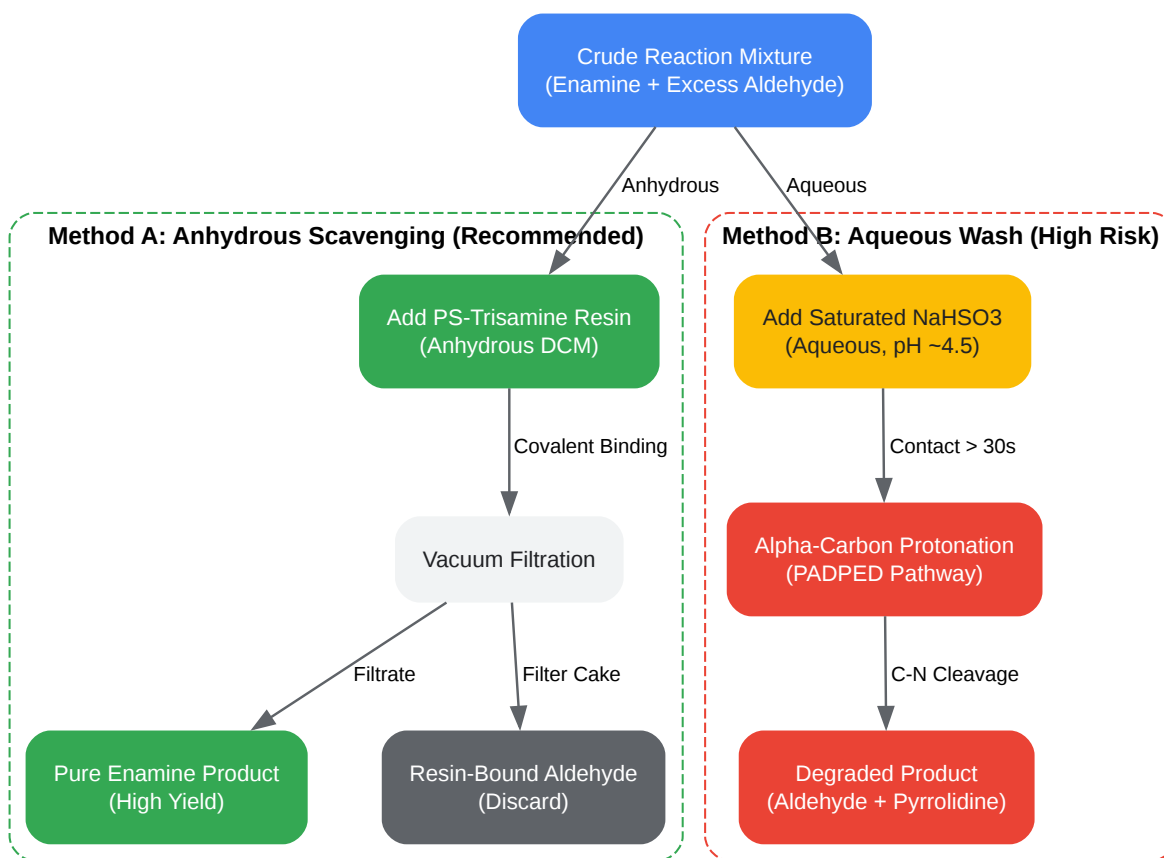 Crude Reaction Mixture
(Enamine + Excess Aldehyde)
Anhydrous
Aqueous
Method A: Anhydrous Scavenging (Recommended)
Method B: Aqueous Wash (High Risk)
Add PS-Trisamine Resin
(Anhydrous DCM)
Add Saturated NaHSO3
(Aqueous, pH ~4.5)
Covalent Binding
Contact > 30s
Vacuum Filtration
Alpha-Carbon Protonation
(PADPED Pathway)
Filtrate
Filter Cake
C-N Cleavage
Pure Enamine Product
(High Yield)
Resin-Bound Aldehyde
(Discard)
Degraded Product
(Aldehyde + Pyrrolidine)